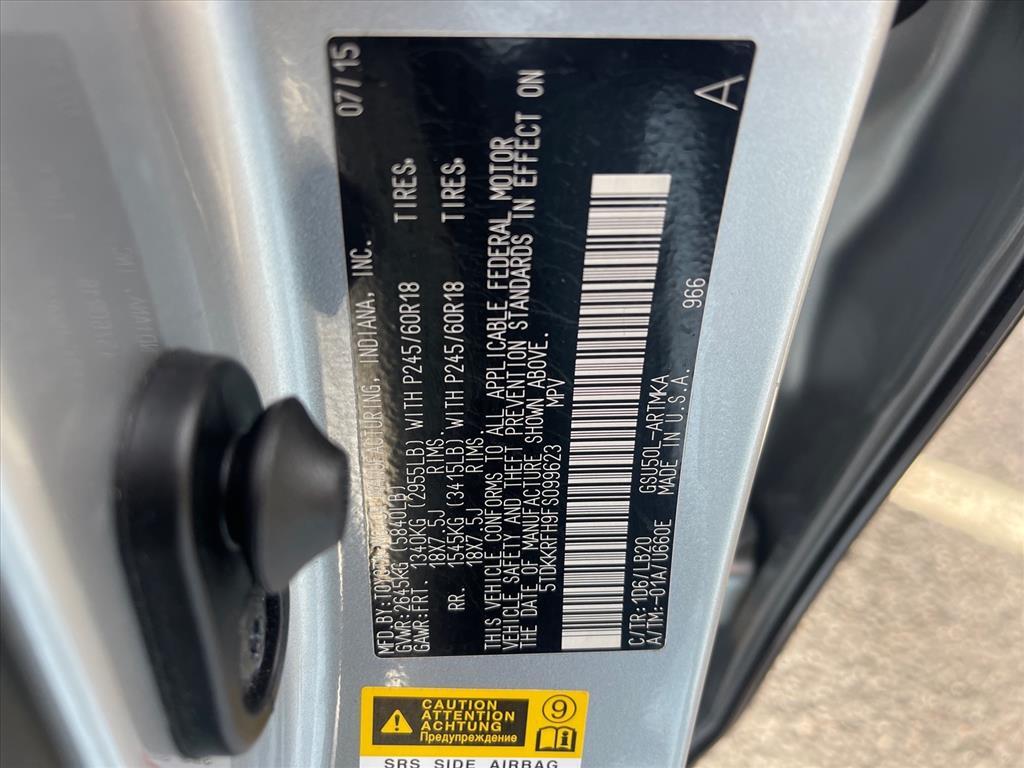 MFD.BY:TOYOTA MOTOR MANUFACTURING, INDIANA, INC. 07/15
GVWR:2645KG (5840LB)
GAWR:FRT. 1340KG (2955LB) WITH P245/60R18 TIRES,
18X7.5J RIMS.
RR. 1545KG (3415LB) WITH P245/60R18 TIRES,
18X7.5J RIMS.
THIS VEHICLE CONFORMS TO ALL APPLICABLE FEDERAL MOTOR
VEHICLE SAFETY AND THEFT PREVENTION STANDARDS IN EFFECT ON
THE DATE OF MANUFACTURE SHOWN ABOVE.
5TDKKRFH9FS099623 MPV
C/TR:1D6/LB20 GSU50L-ARTMKA 966
A/TM:-01A/U660E MADE IN U.S.A.
A
CAUTION
ATTENTION
ACHTUNG
Предупреждение
9
SRS SIDE AIRBAG